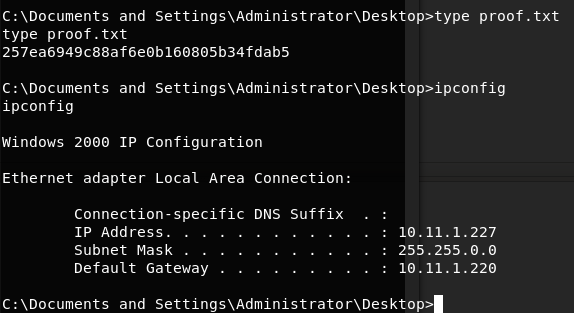 C:\Documents and Settings\Administrator\Desktop>type proof.txt
type proof.txt
257ea6949c88af6e0b160805b34fdab5
C:\Documents and Settings\Administrator\Desktop>ipconfig
ipconfig
Windows 2000 IP Configuration
Ethernet adapter Local Area Connection:
Connection-specific DNS Suffix  . :
IP Address. . . . . . . . . . . . : 10.11.1.227
Subnet Mask . . . . . . . . . . . : 255.255.0.0
Default Gateway . . . . . . . . . : 10.11.1.220
C:\Documents and Settings\Administrator\Desktop>